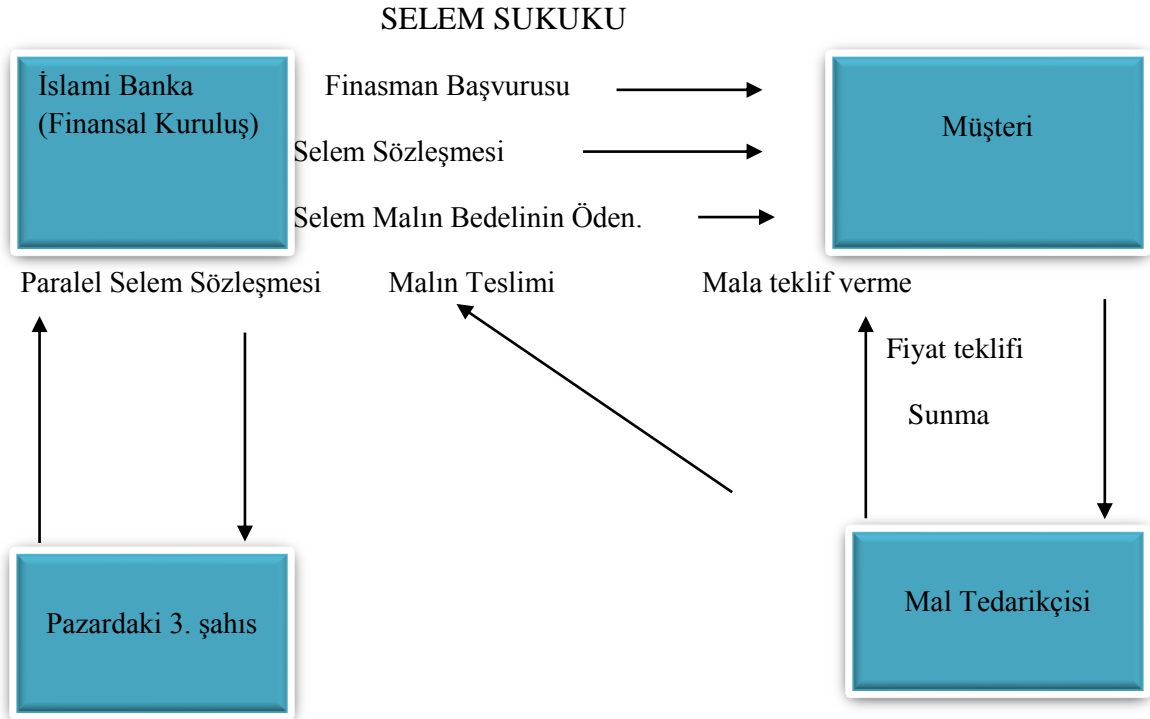 SELEM SUKUKU
İslami Banka
(Finansal Kuruluş)
Finasman Başvurusu
Selem Sözleşmesi
Selem Malın Bedelinin Öden.
Müşteri
Paralel Selem Sözleşmesi
Malın Teslimi
Mala teklif verme
Fiyat teklifi
Sunma
Pazardaki 3. şahıs
Mal Tedarikçisi